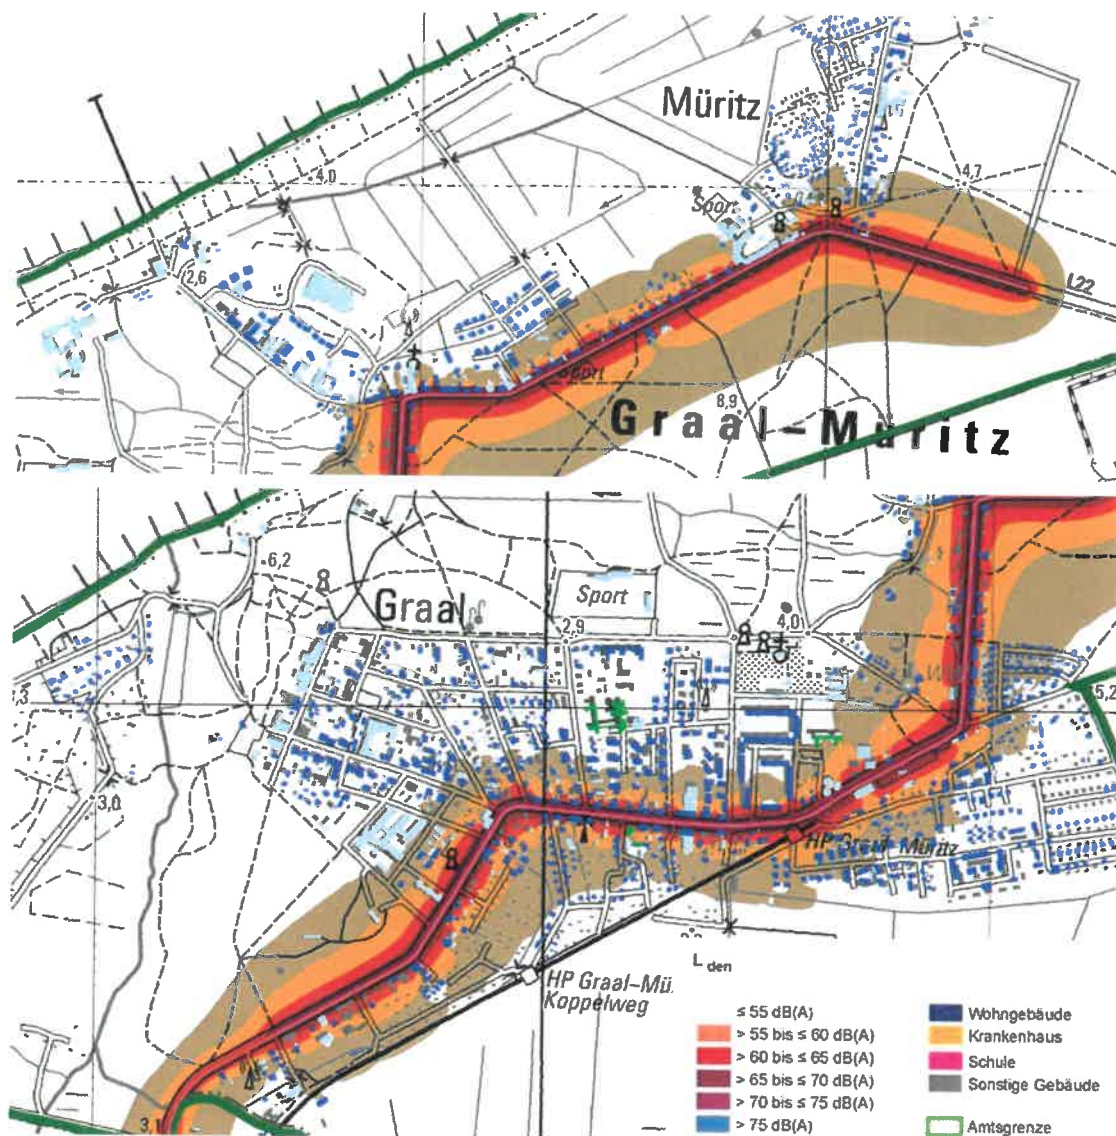 Müritz
4,0
4,7
Sport
2,6
L22
Sport
8,9
Graal-Müritz
6,2
Graal
Sport
2,9
4,0
5,2
3,0
HP Graal-Müritz
HP Graal-Mü.
Koppelweg
3,1
L den
≤ 55 dB(A)
> 55 bis ≤ 60 dB(A)
> 60 bis ≤ 65 dB(A)
> 65 bis ≤ 70 dB(A)
> 70 bis ≤ 75 dB(A)
> 75 dB(A)
Wohngebäude
Krankenhaus
Schule
Sonstige Gebäude
Amtsgrenze